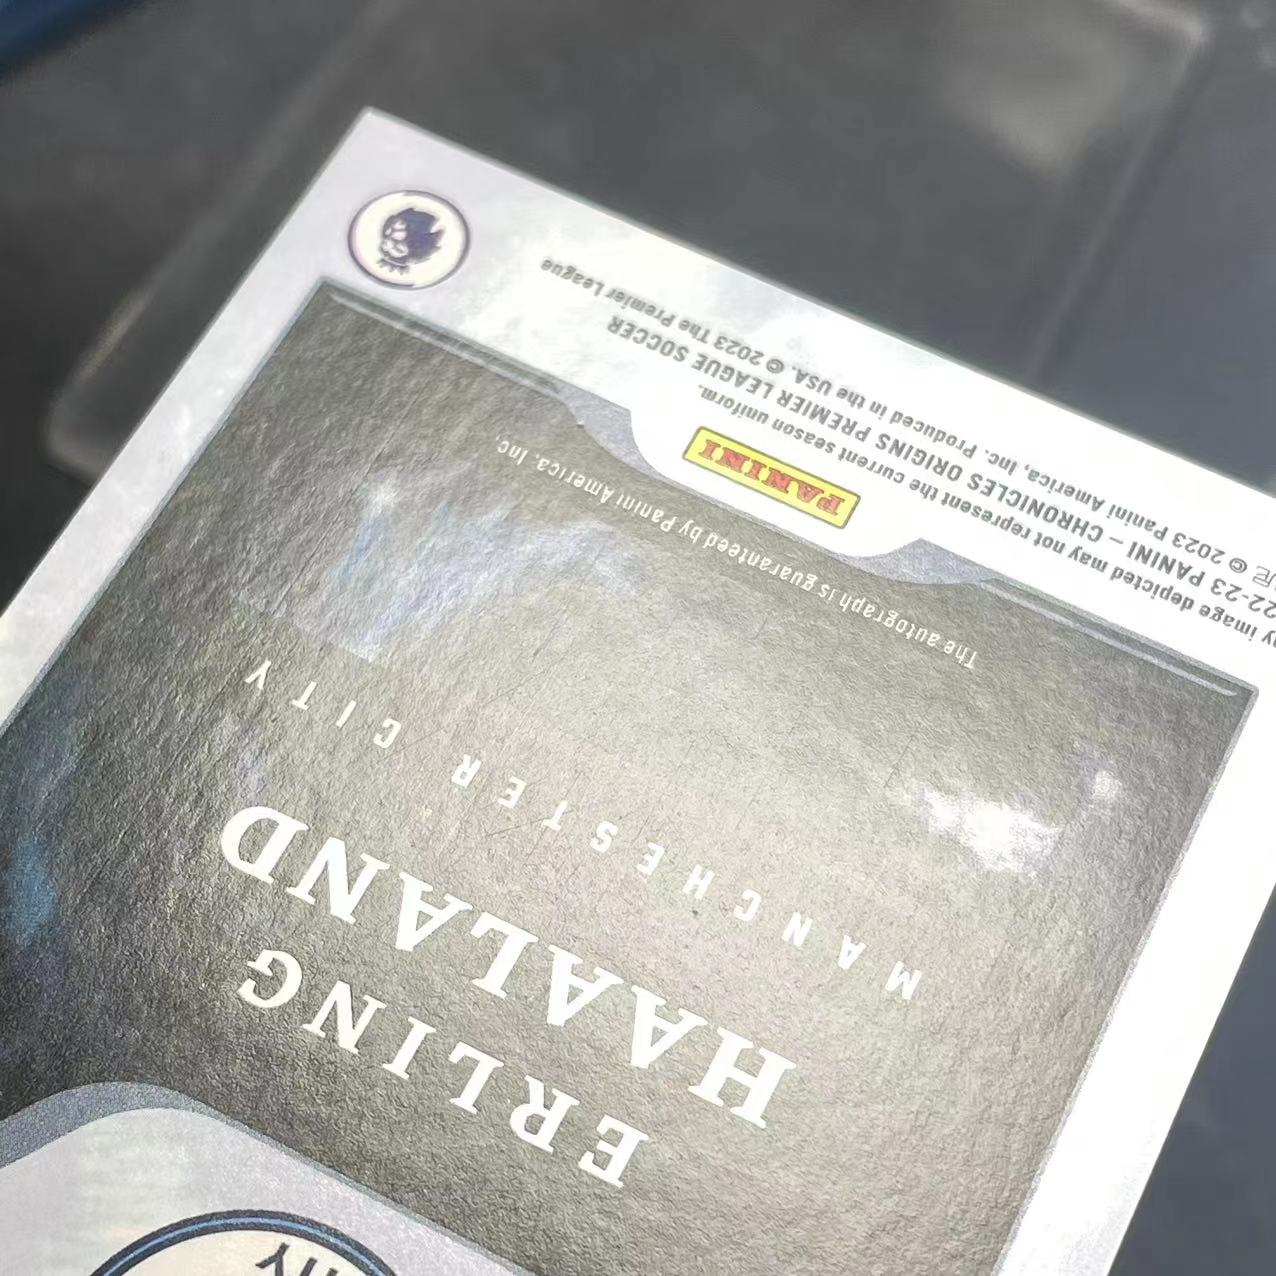 ERLING
HAALAND
MANCHESTER CITY
The autograph is guaranteed by Panini America, Inc.
PANINI
image depicted may not represent the current season uniform.
22-23 PANINI – CHRONICLES ORIGINS PREMIER LEAGUE SOCCER
© 2023 Panini America, Inc. Produced in the USA. © 2023 The Premier League